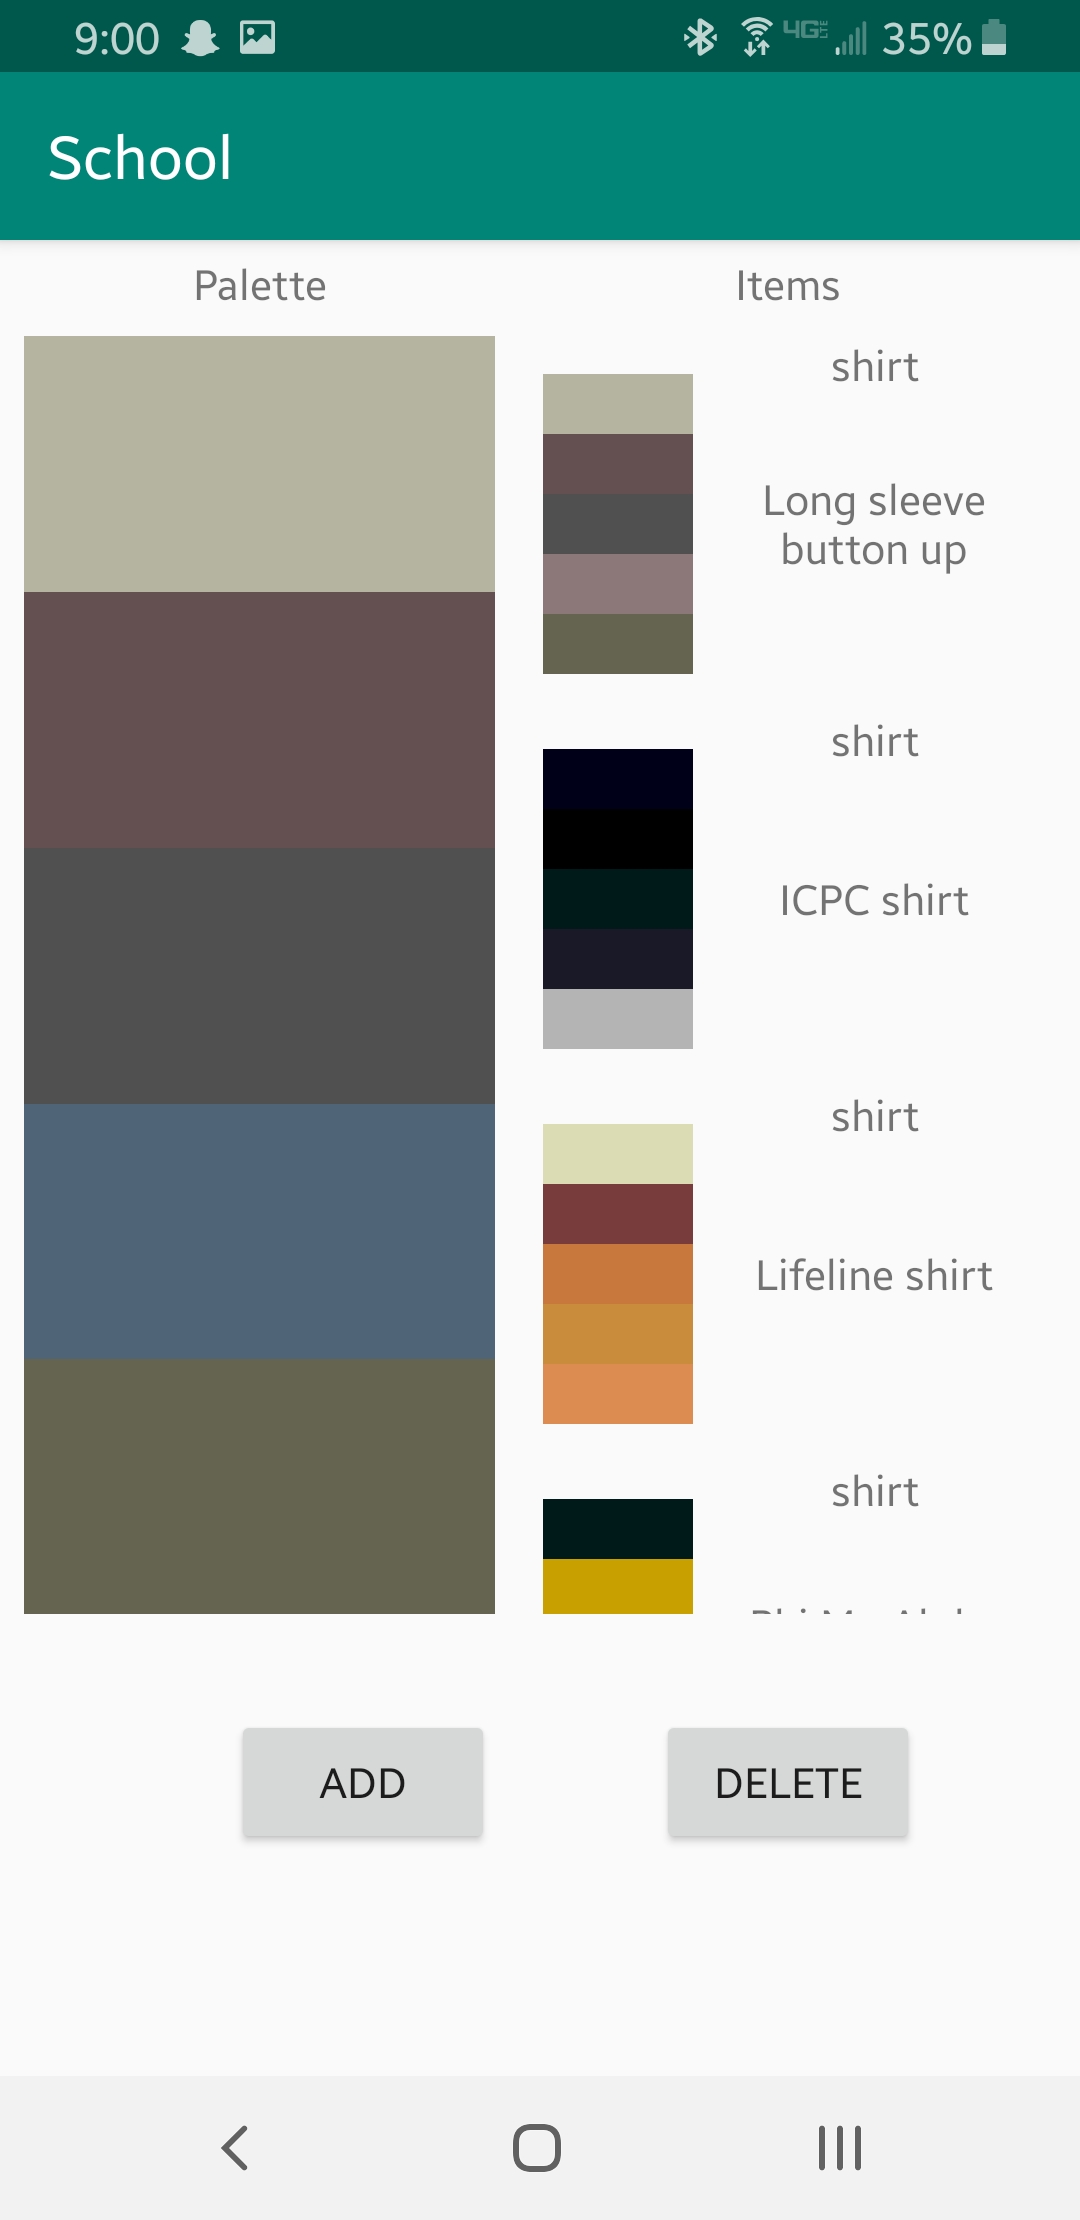 9:00 4G LTE 35%
School
Palette Items
shirt
Long sleeve
button up
shirt
ICPC shirt
shirt
Lifeline shirt
shirt
ADD DELETE